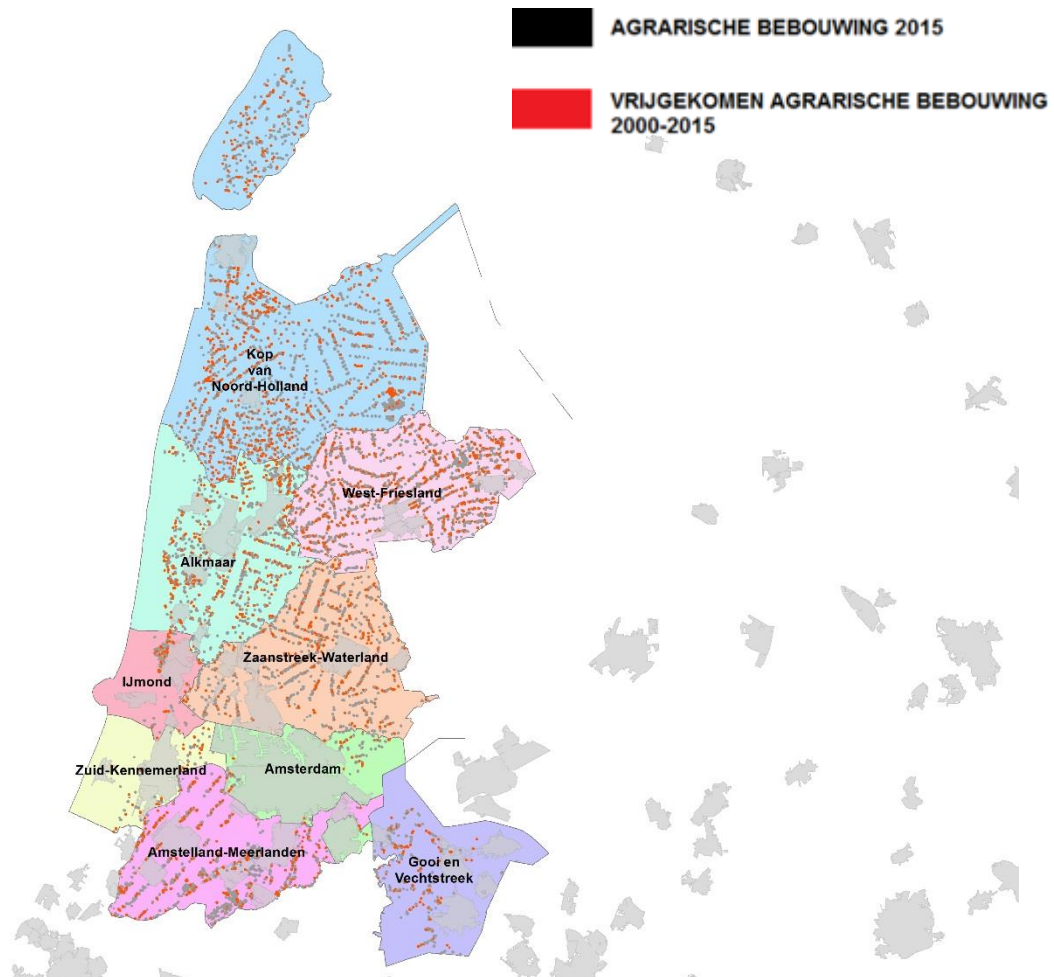 AGRARISCHE BEBOUWING 2015
VRIJGEKOMEN AGRARISCHE BEBOUWING
2000-2015
Kop
van
Noord-Holland
West-Friesland
Alkmaar
Zaanstreek-Waterland
IJmond
Zuid-Kennemerland
Amsterdam
Amstelland-Meerlanden
Gooi en
Vechtstreek